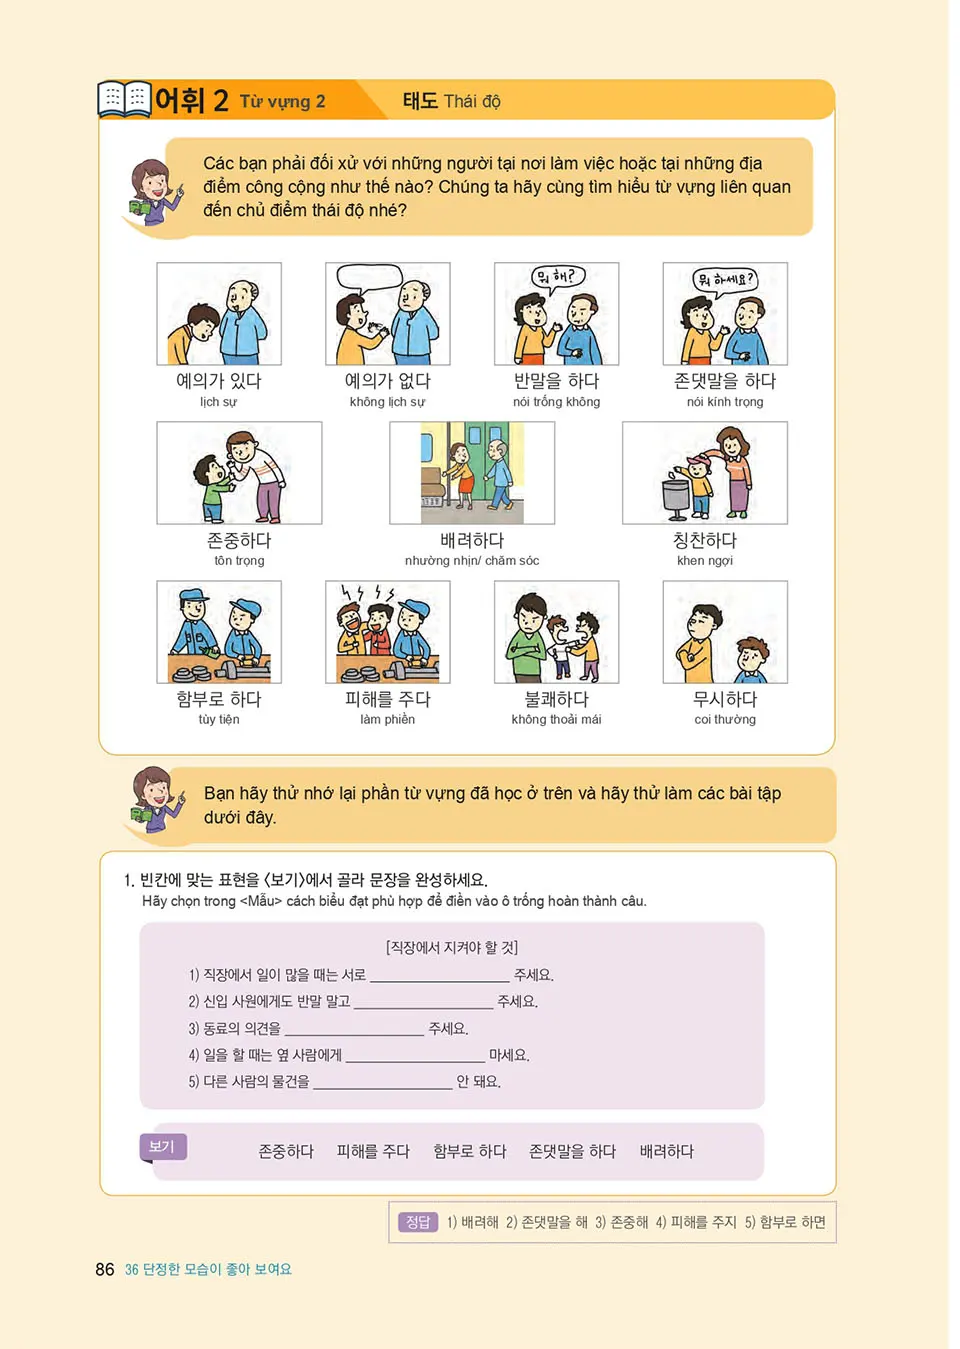 어휘 2 Từ vựng 2 태도 Thái độ
Các bạn phải đối xử với những người tại nơi làm việc hoặc tại những địa
điểm công cộng như thế nào? Chúng ta hãy cùng tìm hiểu từ vựng liên quan
đến chủ điểm thái độ nhé?
뭐 해?
뭐 하세요?
예의가 있다 예의가 없다 반말을 하다 존댓말을 하다
lịch sự không lịch sự nói trống không nói kính trọng
존중하다 배려하다 칭찬하다
tôn trọng nhường nhịn/ chăm sóc khen ngợi
함부로 하다 피해를 주다 불쾌하다 무시하다
tùy tiện làm phiền không thoải mái coi thường
Bạn hãy thử nhớ lại phần từ vựng đã học ở trên và hãy thử làm các bài tập
dưới đây.
1. 빈칸에 맞는 표현을 <보기>에서 골라 문장을 완성하세요.
Hãy chọn trong <Mẫu> cách biểu đạt phù hợp để điền vào ô trống hoàn thành câu.
[직장에서 지켜야 할 것]
1) 직장에서 일이 많을 때는 서로 ____________________ 주세요.
2) 신입 사원에게도 반말 말고 ____________________ 주세요.
3) 동료의 의견을 ____________________ 주세요.
4) 일을 할 때는 옆 사람에게 ____________________ 마세요.
5) 다른 사람의 물건을 ____________________ 안 돼요.
보기 존중하다 피해를 주다 함부로 하다 존댓말을 하다 배려하다
정답 1) 배려해 2) 존댓말을 해 3) 존중해 4) 피해를 주지 5) 함부로 하면
86 36 단정한 모습이 좋아 보여요